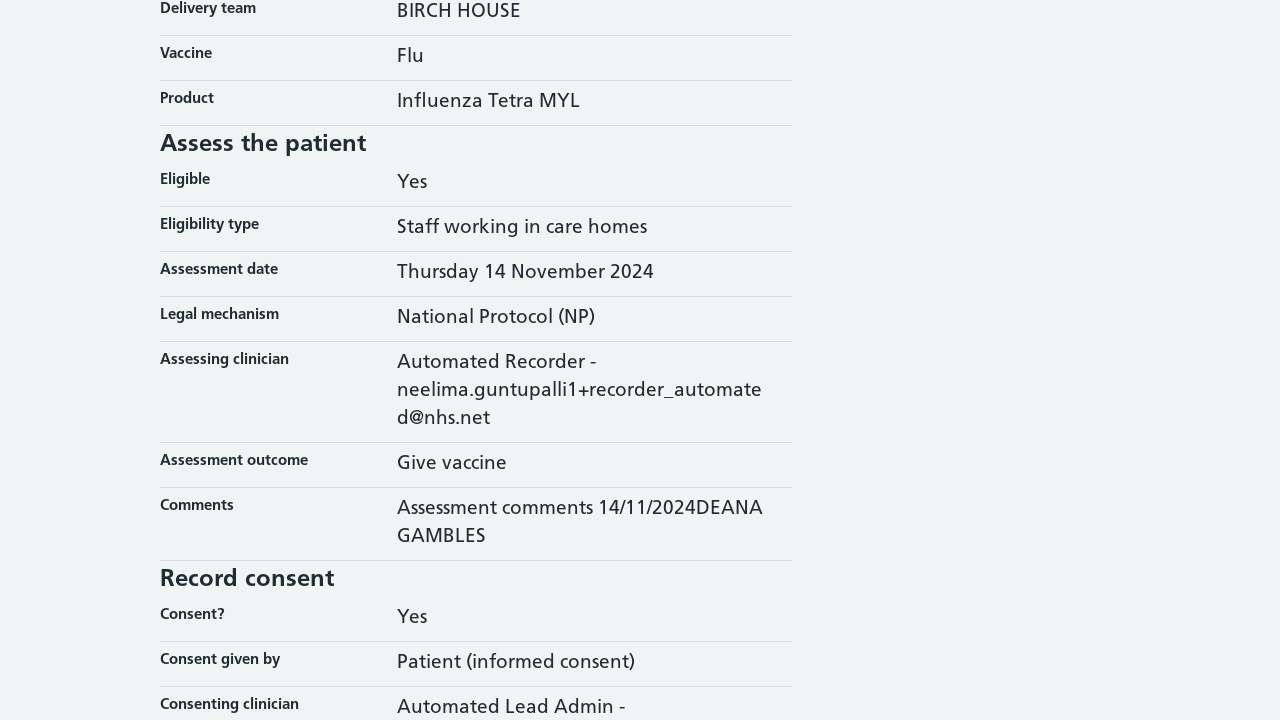 Delivery team BIRCH HOUSE
Vaccine Flu
Product Influenza Tetra MYL
Assess the patient
Eligible Yes
Eligibility type Staff working in care homes
Assessment date Thursday 14 November 2024
Legal mechanism National Protocol (NP)
Assessing clinician Automated Recorder -
neelima.guntupalli1+recorder_automate
d@nhs.net
Assessment outcome Give vaccine
Comments Assessment comments 14/11/2024DEANA
GAMBLES
Record consent
Consent? Yes
Consent given by Patient (informed consent)
Consenting clinician Automated Lead Admin -